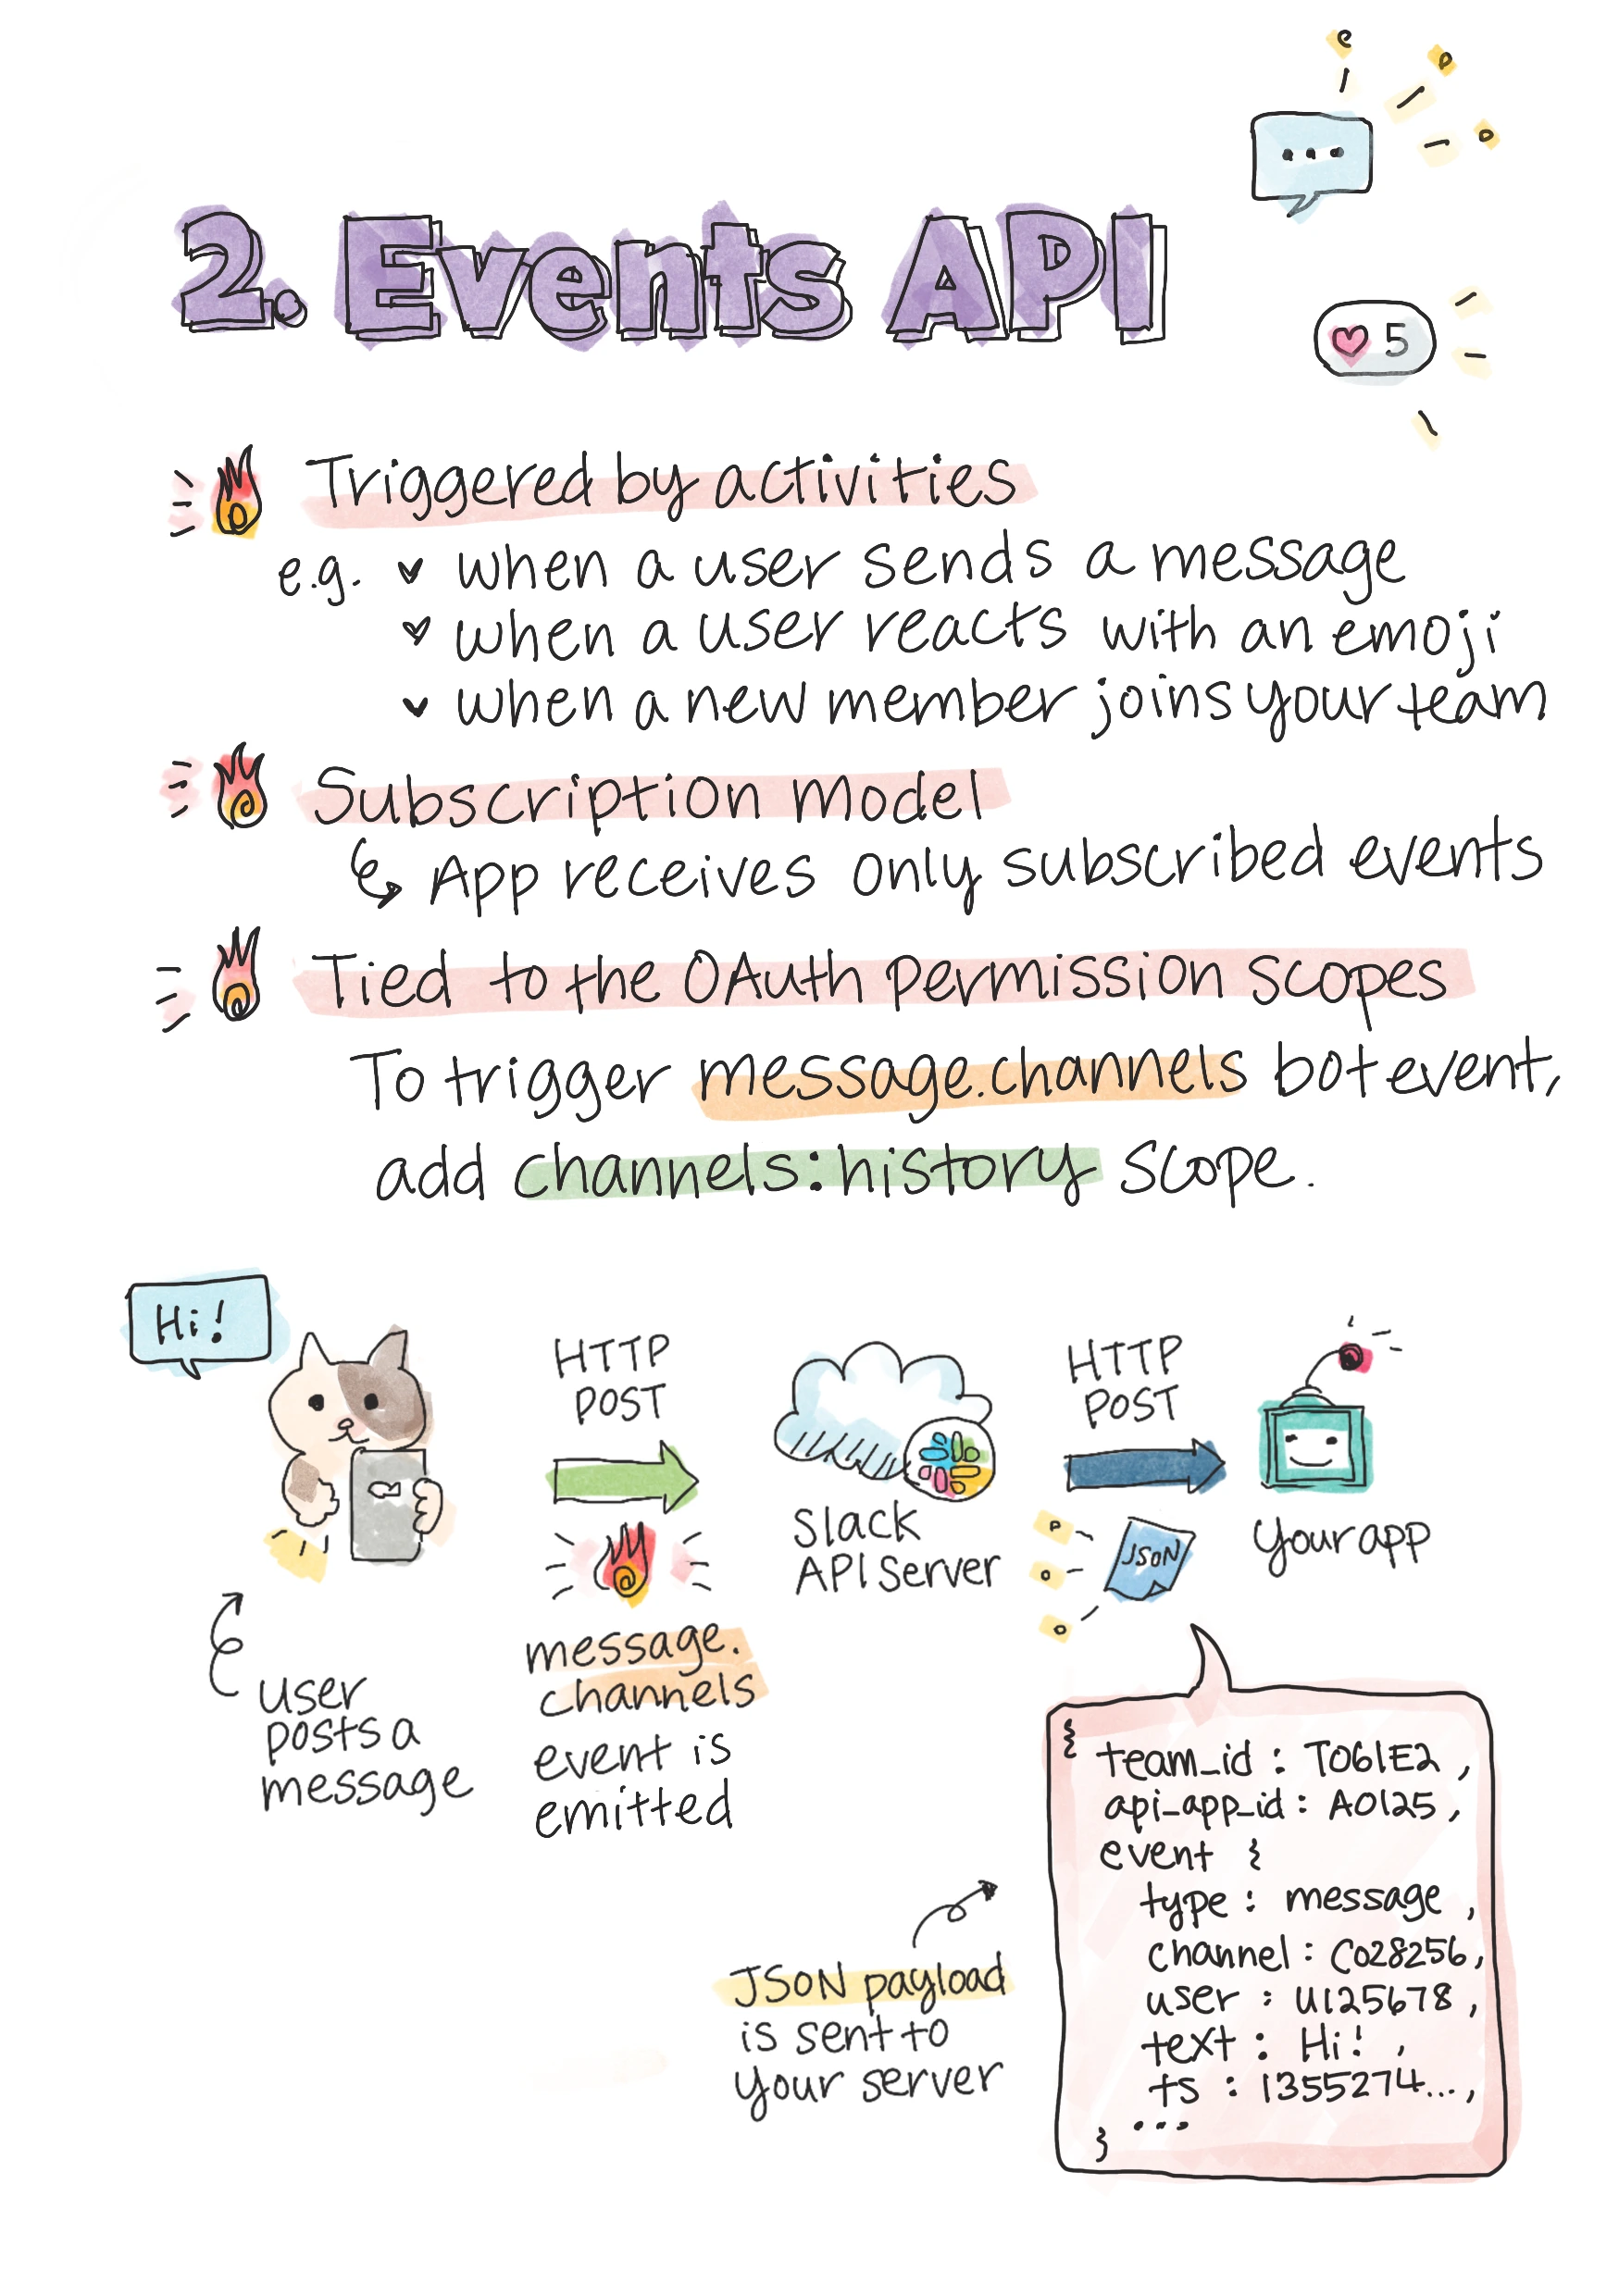 2. Events API
♥ 5
Triggered by activities
e.g. when a user sends a message
when a user reacts with an emoji
when a new member joins your team
Subscription model
App receives only subscribed events
Tied to the OAuth permission scopes
To trigger message.channels bot event,
add channels:history scope.
Hi!
HTTP
POST
HTTP
POST
Slack
API Server
JSON
your app
user
posts a
message
message.
channels
event is
emitted
JSON payload
is sent to
your server
{
team_id : T061E2 ,
api_app_id : A0125 ,
event {
type : message ,
channel : C028256,
user : U125678 ,
text : Hi! ,
ts : 1355274... ,
...
}